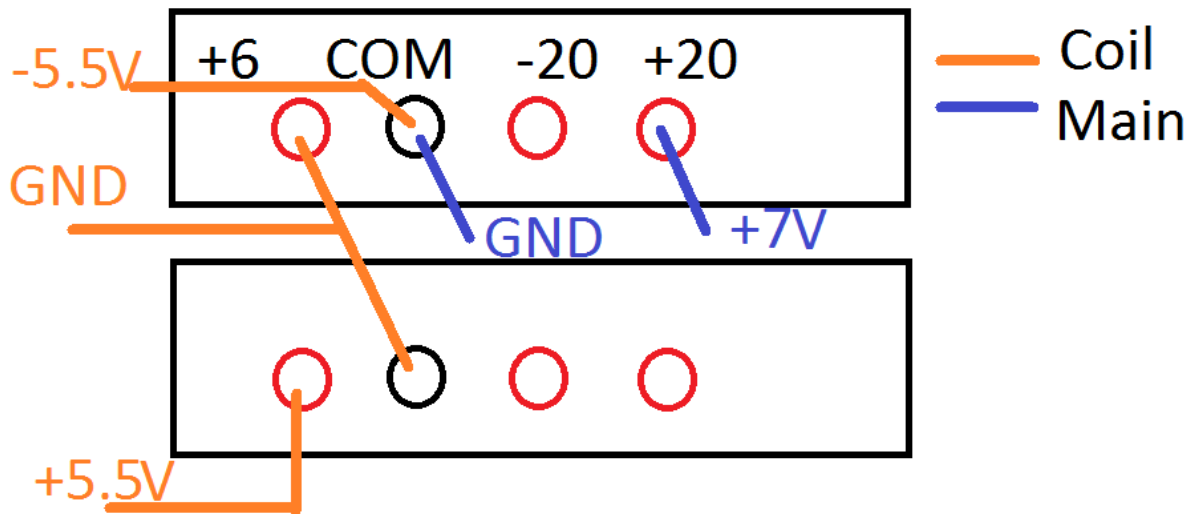 +6 COM -20 +20
-5.5V
Coil
Main
GND
GND
+7V
+5.5V